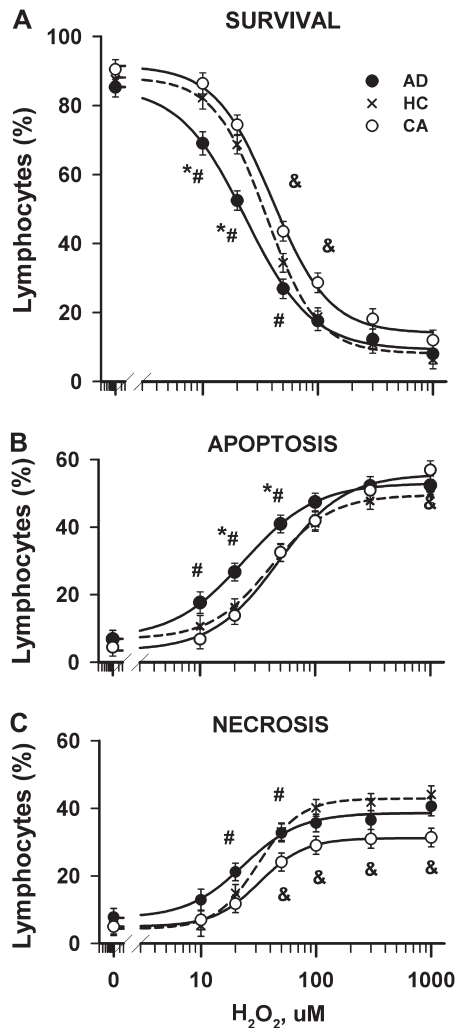 A SURVIVAL
100
80
60
40
20
0
Lymphocytes (%)
AD
HC
CA
*#
*#
#
&
&
B APOPTOSIS
60
40
20
0
Lymphocytes (%)
#
*#
*#
&
C NECROSIS
60
40
20
0
Lymphocytes (%)
#
#
&
&
&
&
0 10 100 1000
H₂O₂, uM